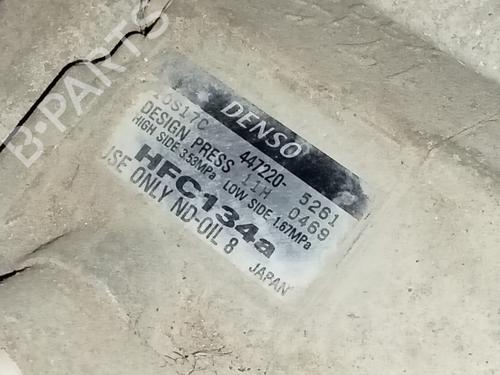 B-PARTS
DENSO
10S17C 447220-5261
DESIGN PRESS 11H 0469
HIGH SIDE 3.53MPa LOW SIDE 1.67MPa
HFC134a
USE ONLY ND-OIL 8
JAPAN